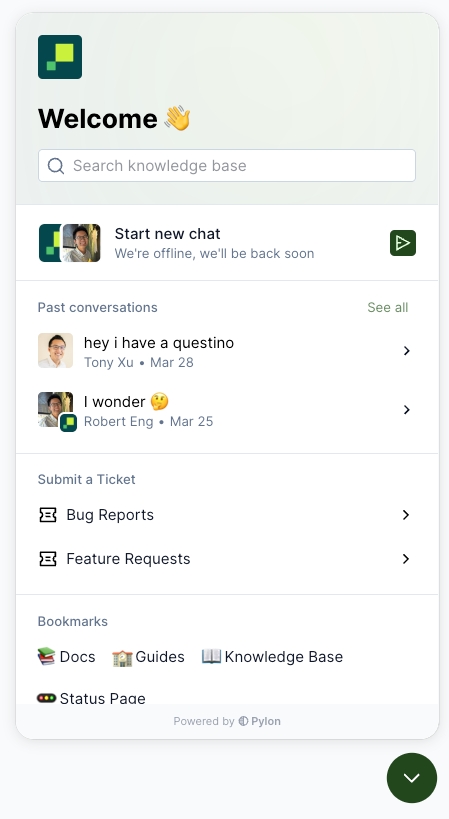 Welcome 👋
Search knowledge base
Start new chat
We're offline, we'll be back soon
Past conversations See all
hey i have a questino
Tony Xu • Mar 28
I wonder 🤔
Robert Eng • Mar 25
Submit a Ticket
Bug Reports
Feature Requests
Bookmarks
📚 Docs 🏫 Guides 📖 Knowledge Base
🚥 Status Page
Powered by Pylon